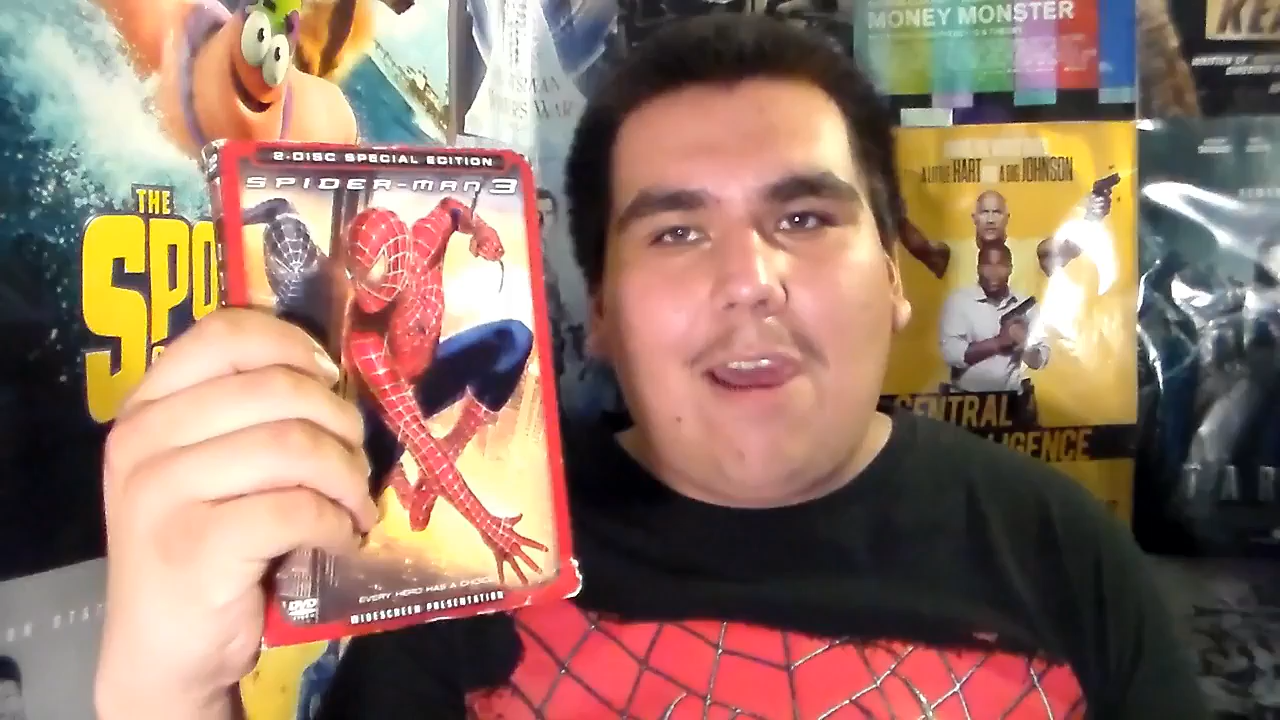 2-DISC SPECIAL EDITION
SPIDER-MAN 3
EVERY HERO HAS A
DVD
WIDESCREEN PRESENTATION
THE
SPO
MONEY MONSTER
WRITTEN
A LITTLE HART A BIG JOHNSON
CENTRAL
LIGENCE